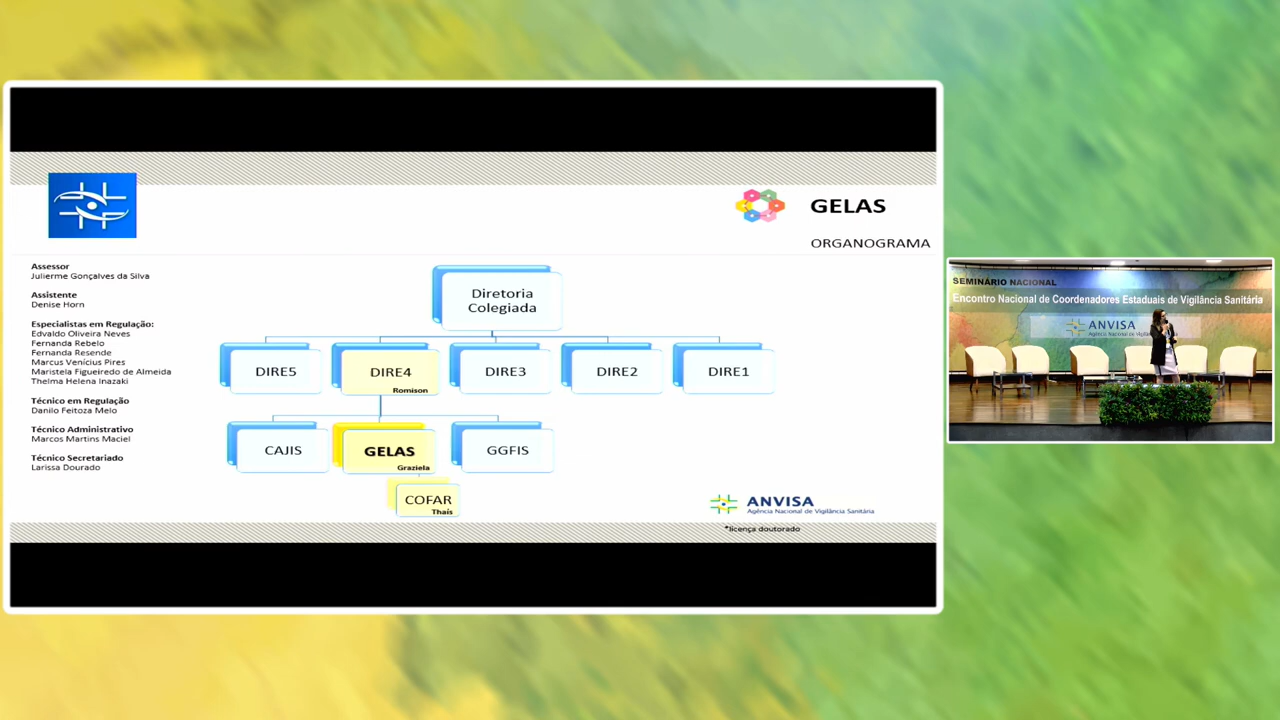 GELAS
ORGANOGRAMA
Assessor
Julierme Gonçalves da Silva
Assistente
Denise Horn
Especialistas em Regulação:
Edvaldo Oliveira Neves
Fernanda Rebelo
Fernanda Resende
Marcus Venícius Pires
Maristela Figueiredo de Almeida
Thelma Helena Inazaki
Técnico em Regulação
Danilo Feitoza Melo
Técnico Administrativo
Marcos Martins Maciel
Técnico Secretariado
Larissa Dourado
Diretoria
Colegiada
DIRE5
DIRE4
Romison
DIRE3
DIRE2
DIRE1
CAJIS
GELAS
Graziela
GGFIS
COFAR
Thaís
ANVISA
Agência Nacional de Vigilância Sanitária
*licença doutorado
SEMINÁRIO NACIONAL
Encontro Nacional de Coordenadores Estaduais de Vigilância Sanitária
ANVISA